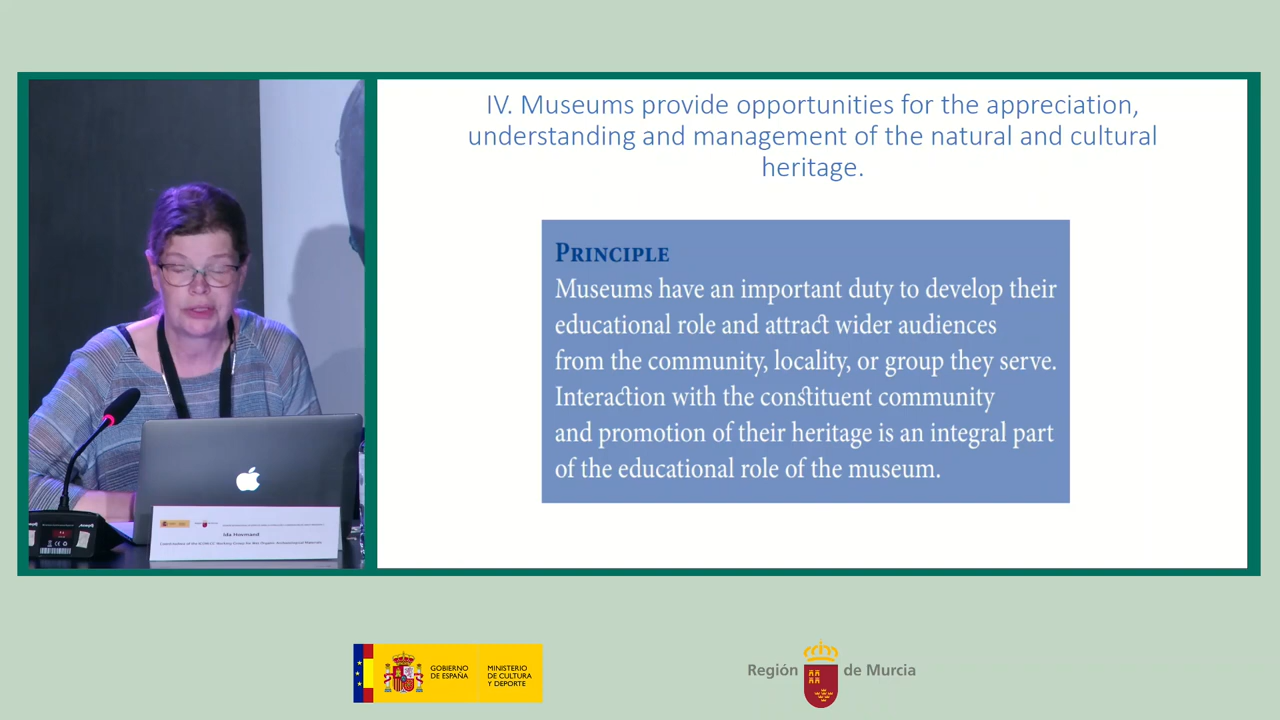 IV. Museums provide opportunities for the appreciation,
understanding and management of the natural and cultural
heritage.
PRINCIPLE
Museums have an important duty to develop their
educational role and attract wider audiences
from the community, locality, or group they serve.
Interaction with the constituent community
and promotion of their heritage is an integral part
of the educational role of the museum.
Ida Hovmand
GOBIERNO
DE ESPAÑA
MINISTERIO
DE CULTURA
Y DEPORTE
Región de Murcia